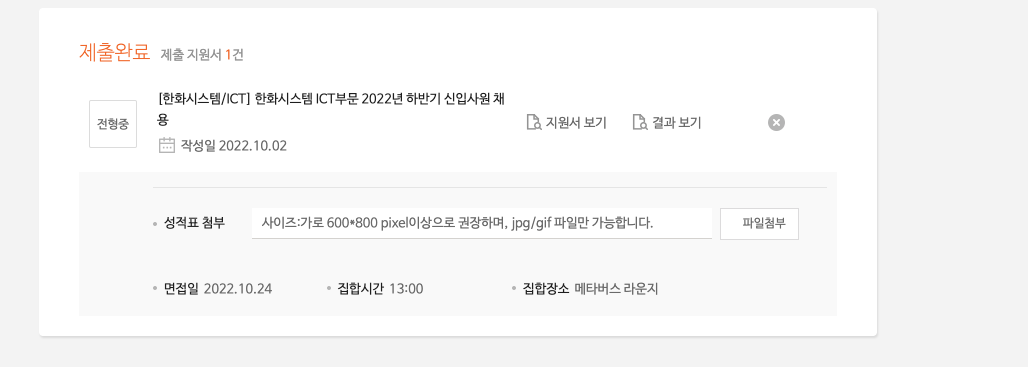 제출완료 제출 지원서 1건
[한화시스템/ICT] 한화시스템 ICT부문 2022년 하반기 신입사원 채
용
전형중
지원서 보기 결과 보기
작성일 2022.10.02
성적표 첨부 사이즈:가로 600*800 pixel이상으로 권장하며, jpg/gif 파일만 가능합니다. 파일첨부
면접일 2022.10.24 집합시간 13:00 집합장소 메타버스 라운지